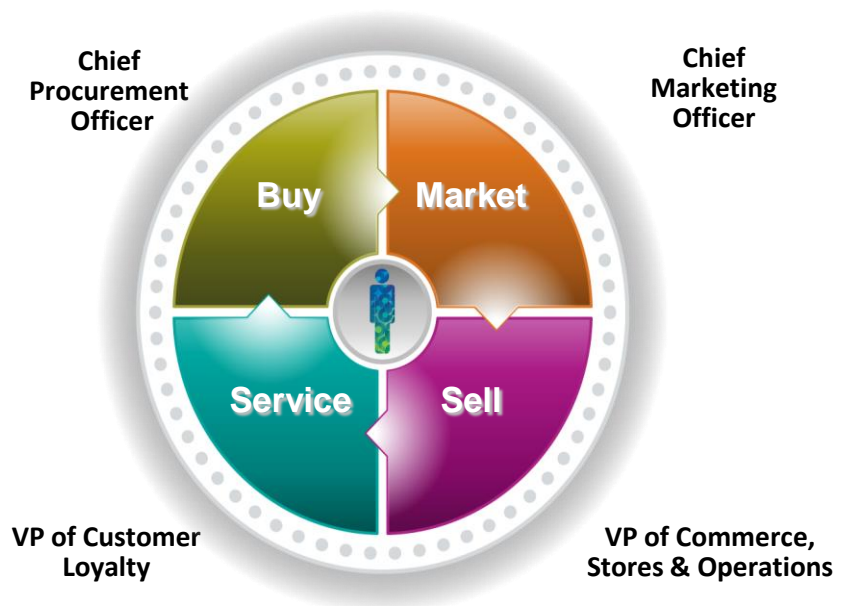 Chief
Procurement
Officer
Chief
Marketing
Officer
Buy
Market
Service
Sell
VP of Customer
Loyalty
VP of Commerce,
Stores & Operations